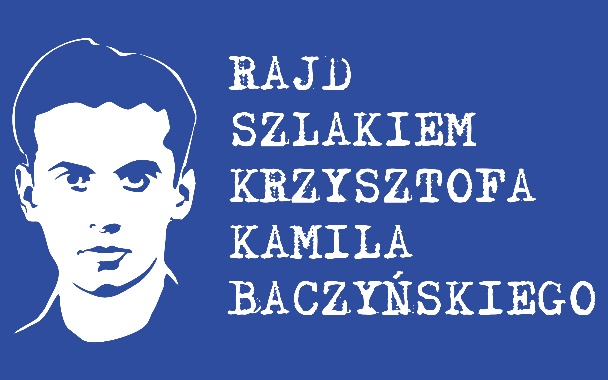 RAJD
SZLAKIEM
KRZYSZTOFA
KAMILA
BACZYŃSKIEGO